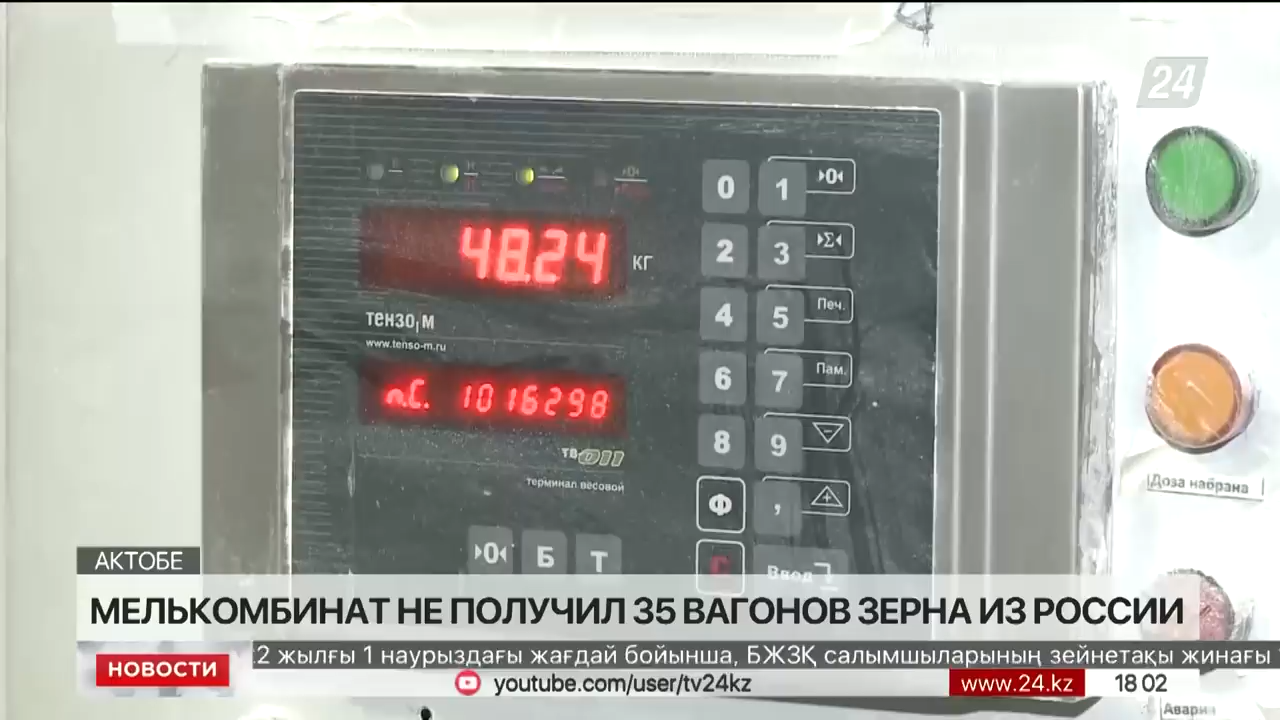 24
0 1 0
48.24 КГ
2 3 Σ
ТЕНЗО М
4 5 Печ.
www.tenso-m.ru
6 7 Пам.
п.С. 1016298
8 9 −
ТВ 011
терминал весовой
Доза набрана
Ф , +
0 Б Т
С Ввод
АКТОБЕ
МЕЛЬКОМБИНАТ НЕ ПОЛУЧИЛ 35 ВАГОНОВ ЗЕРНА ИЗ РОССИИ
НОВОСТИ
2 жылғы 1 наурыздағы жағдай бойынша, БЖЗҚ салымшыларының зейнетақы жинағы
youtube.com/user/tv24kz
www.24.kz
18 02